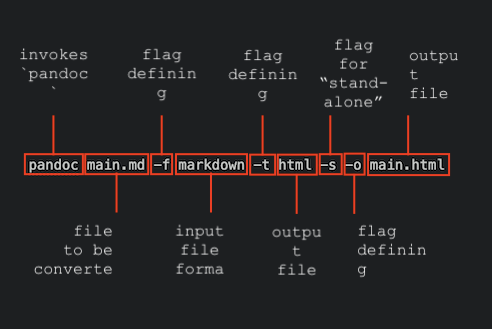 invokes
`pandoc
`
flag
definin
g
flag
definin
g
flag
for
“stand-
alone”
outpu
t
file
pandoc main.md -f markdown -t html -s -o main.html
file
to be
converte
input
file
forma
outpu
t
file
flag
definin
g